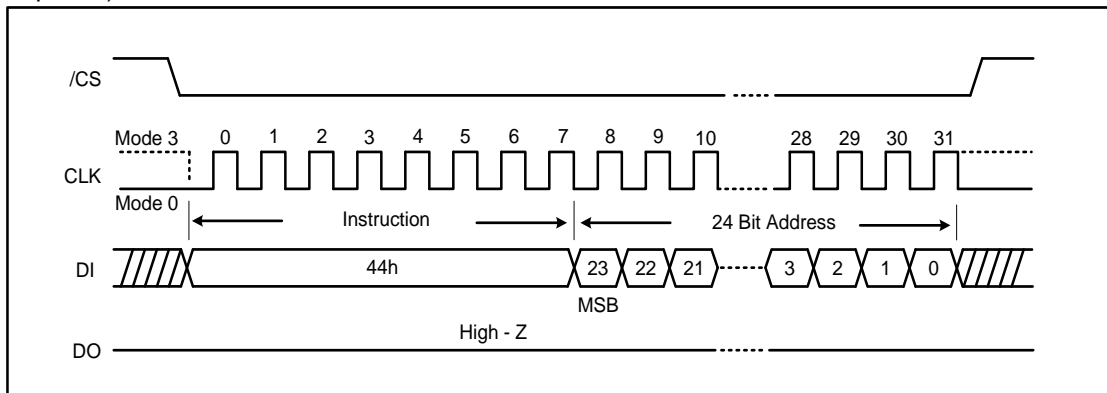 /CS
Mode 3 0 1 2 3 4 5 6 7 8 9 10 28 29 30 31
CLK
Mode 0
Instruction 24 Bit Address
DI 44h 23 22 21 3 2 1 0
MSB
High - Z
DO